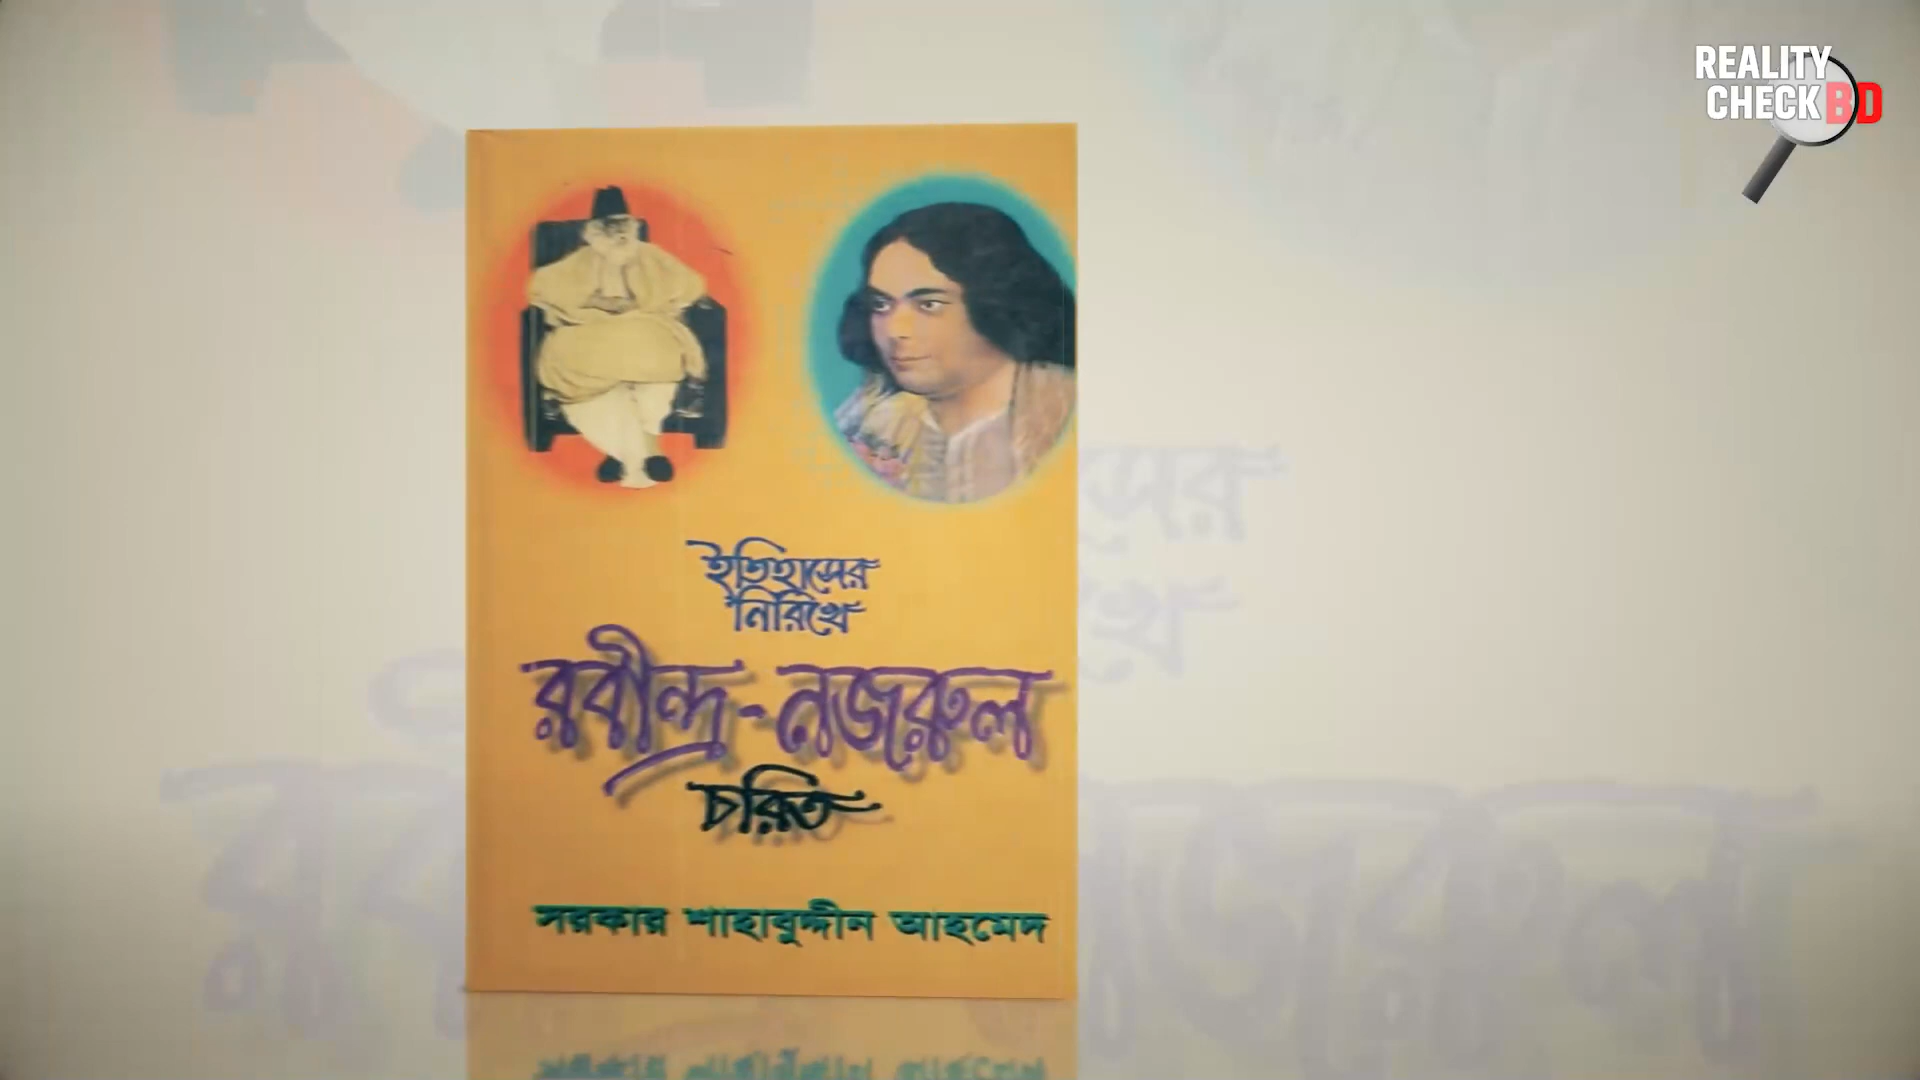 REALITY
CHECK BD
ইতিহাসের
নিরিখে
রবীন্দ্র-নজরুল
চরিত
সরকার শাহাবুদ্দীন আহমেদ